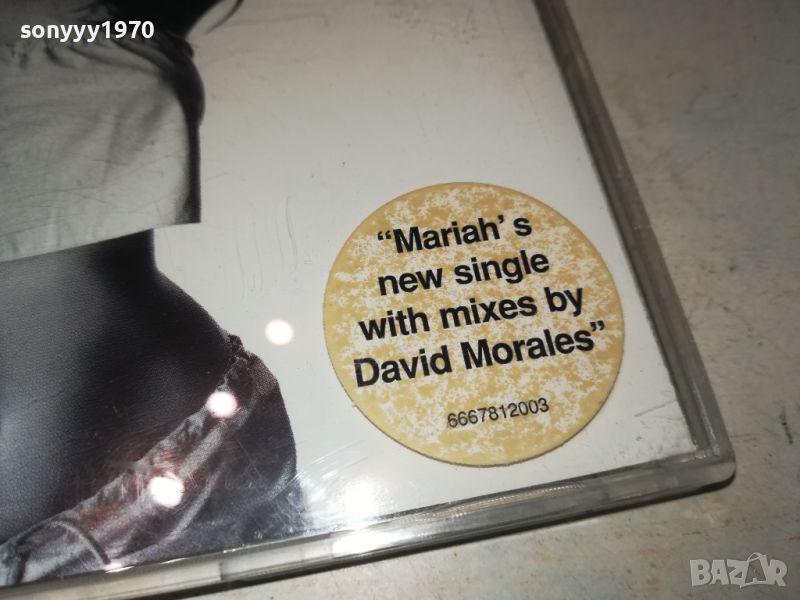 sonyyy1970
“Mariah’ s
new single
with mixes by
David Morales”
6667812003
BAZAR